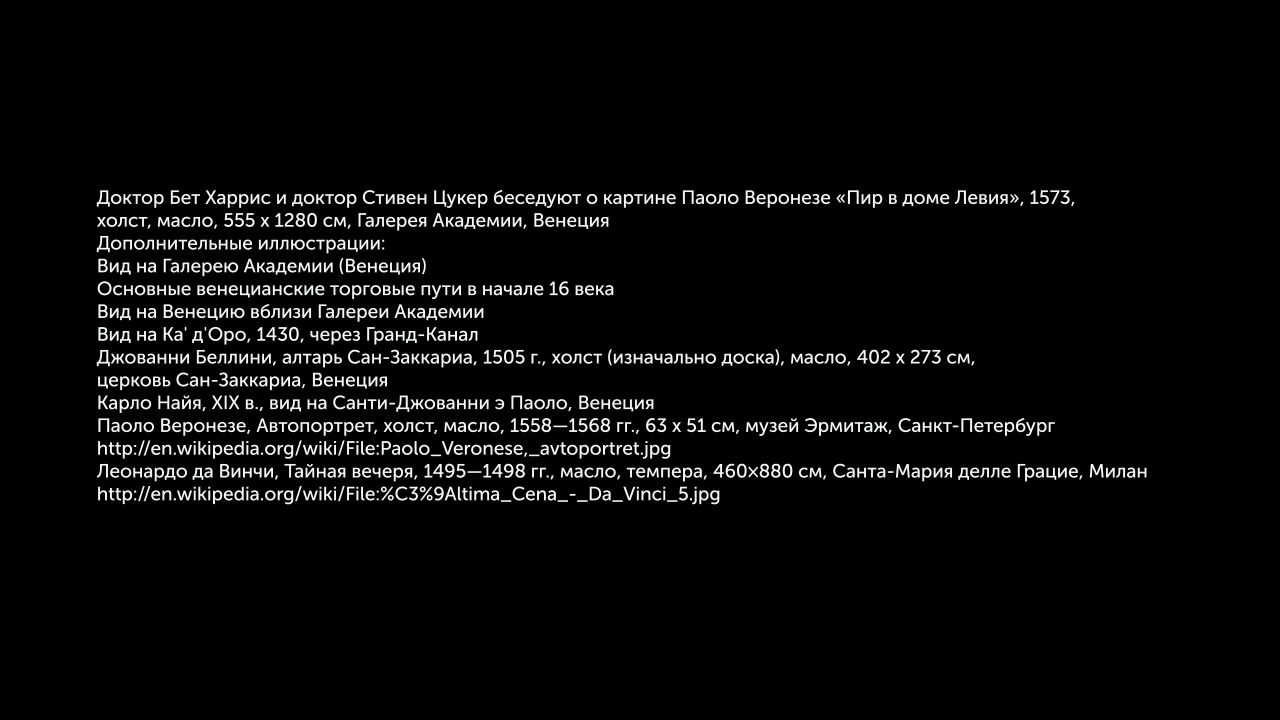 Доктор Бет Харрис и доктор Стивен Цукер беседуют о картине Паоло Веронезе «Пир в доме Левия», 1573,
холст, масло, 555 x 1280 см, Галерея Академии, Венеция
Дополнительные иллюстрации:
Вид на Галерею Академии (Венеция)
Основные венецианские торговые пути в начале 16 века
Вид на Венецию вблизи Галереи Академии
Вид на Ка' д'Оро, 1430, через Гранд-Канал
Джованни Беллини, алтарь Сан-Заккариа, 1505 г., холст (изначально доска), масло, 402 x 273 см,
церковь Сан-Заккариа, Венеция
Карло Найя, XIX в., вид на Санти-Джованни э Паоло, Венеция
Паоло Веронезе, Автопортрет, холст, масло, 1558—1568 гг., 63 x 51 см, музей Эрмитаж, Санкт-Петербург
http://en.wikipedia.org/wiki/File:Paolo_Veronese,_avtoportret.jpg
Леонардо да Винчи, Тайная вечеря, 1495—1498 гг., масло, темпера, 460×880 см, Санта-Мария делле Грацие, Милан
http://en.wikipedia.org/wiki/File:%C3%9Altima_Cena_-_Da_Vinci_5.jpg